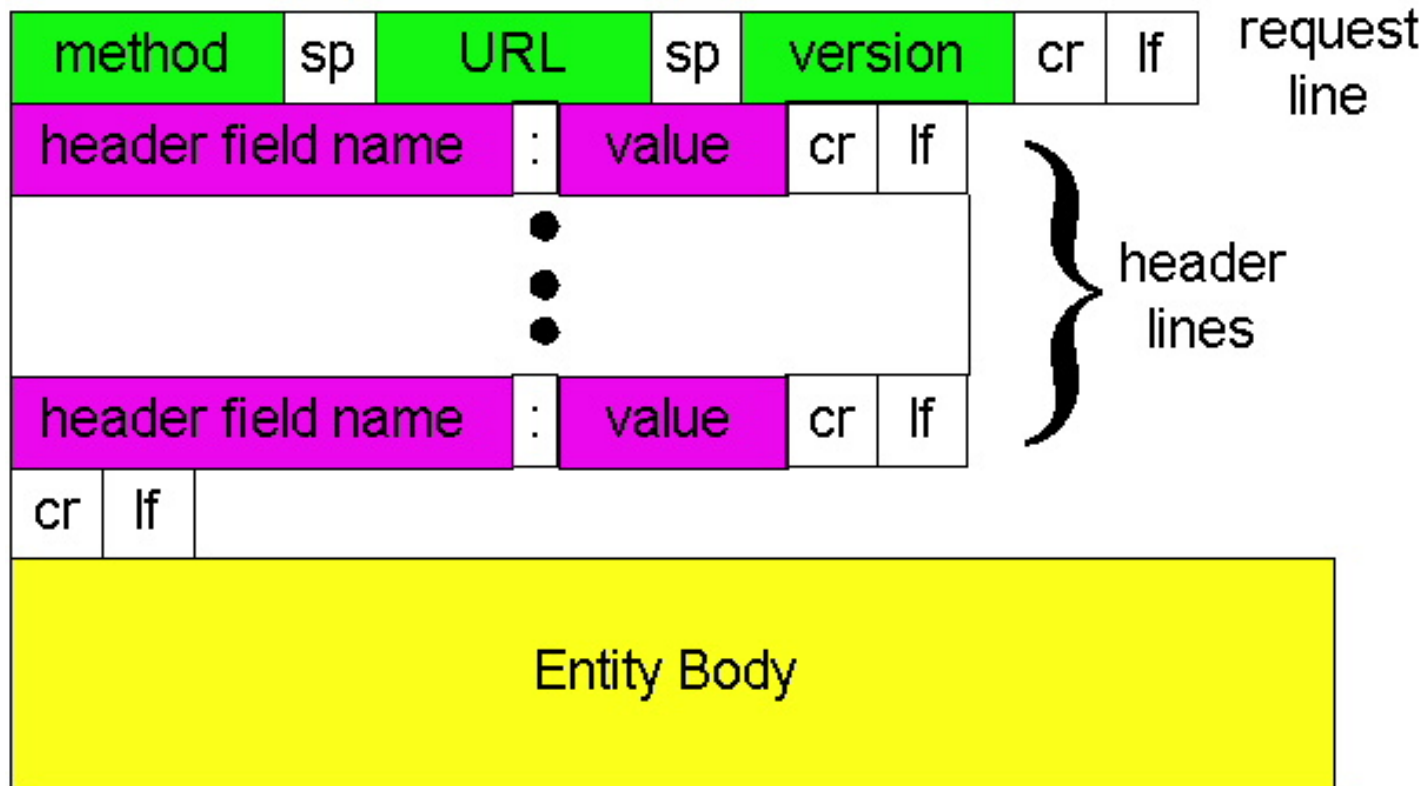 method sp URL sp version cr lf request line
header field name : value cr lf
header lines
header field name : value cr lf
cr lf
Entity Body